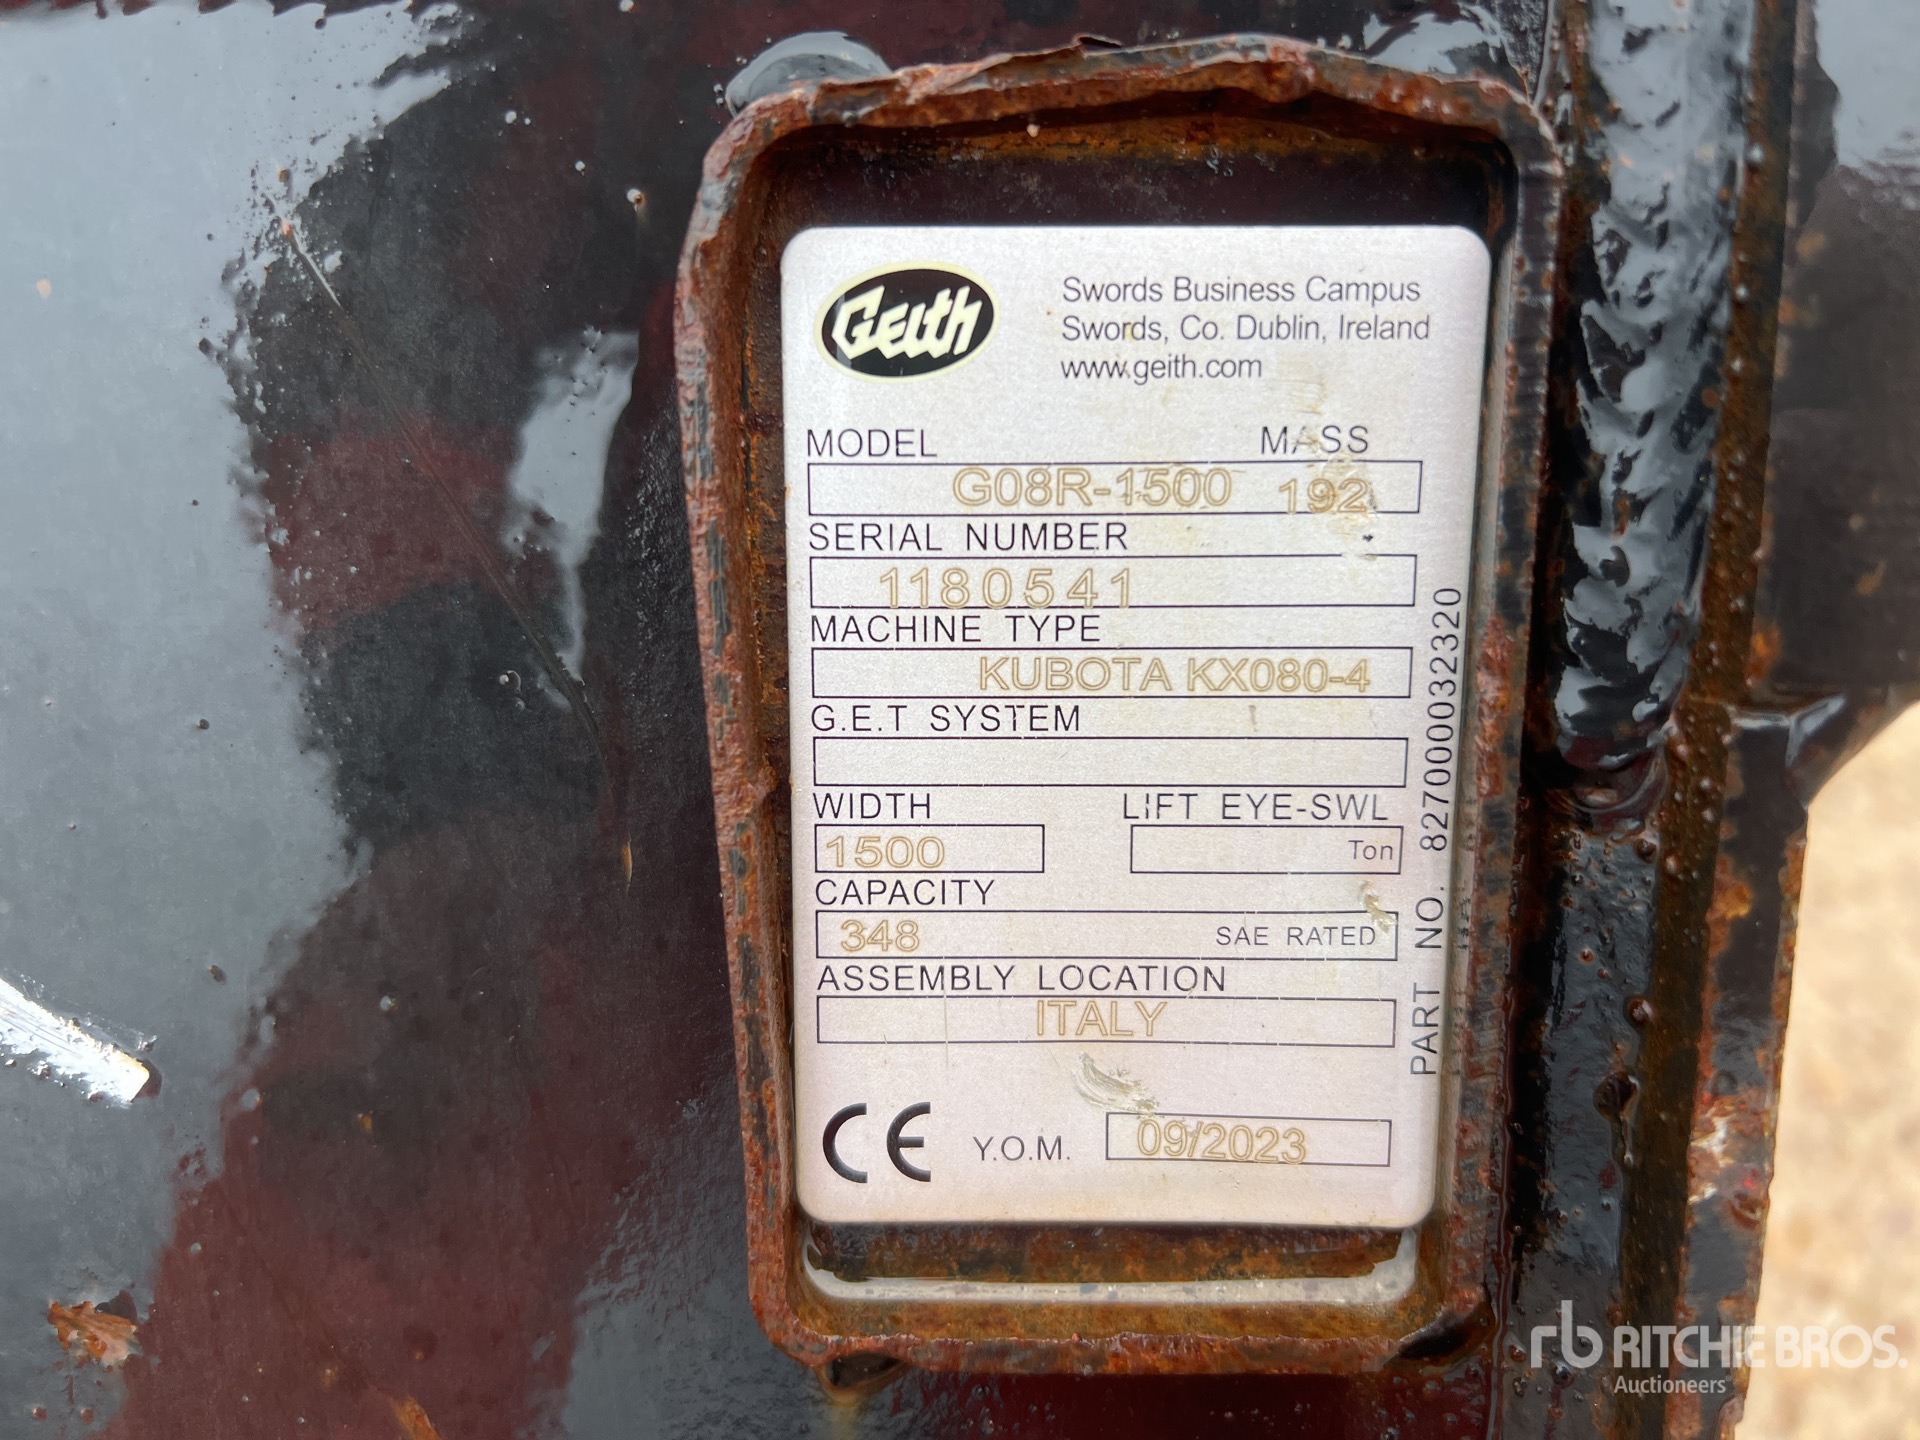 Geith
Swords Business Campus
Swords, Co. Dublin, Ireland
www.geith.com
MODEL MASS
G08R-1500 192
SERIAL NUMBER
1180541
MACHINE TYPE
KUBOTA KX080-4
G.E.T SYSTEM
WIDTH LIFT EYE-SWL
1500 Ton
CAPACITY
348 SAE RATED
ASSEMBLY LOCATION
ITALY
CE Y.O.M. 09/2023
PART NO. 8270000032320
rb RITCHIE BROS.
Auctioneers